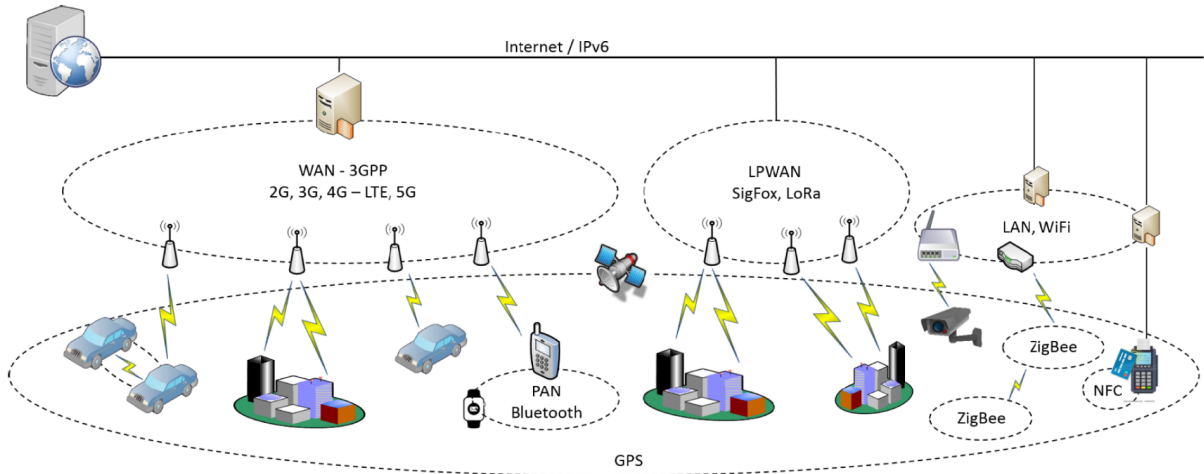 Internet / IPv6
WAN - 3GPP
2G, 3G, 4G – LTE, 5G
LPWAN
SigFox, LoRa
LAN, WiFi
ZigBee
PAN
Bluetooth
NFC
ZigBee
GPS